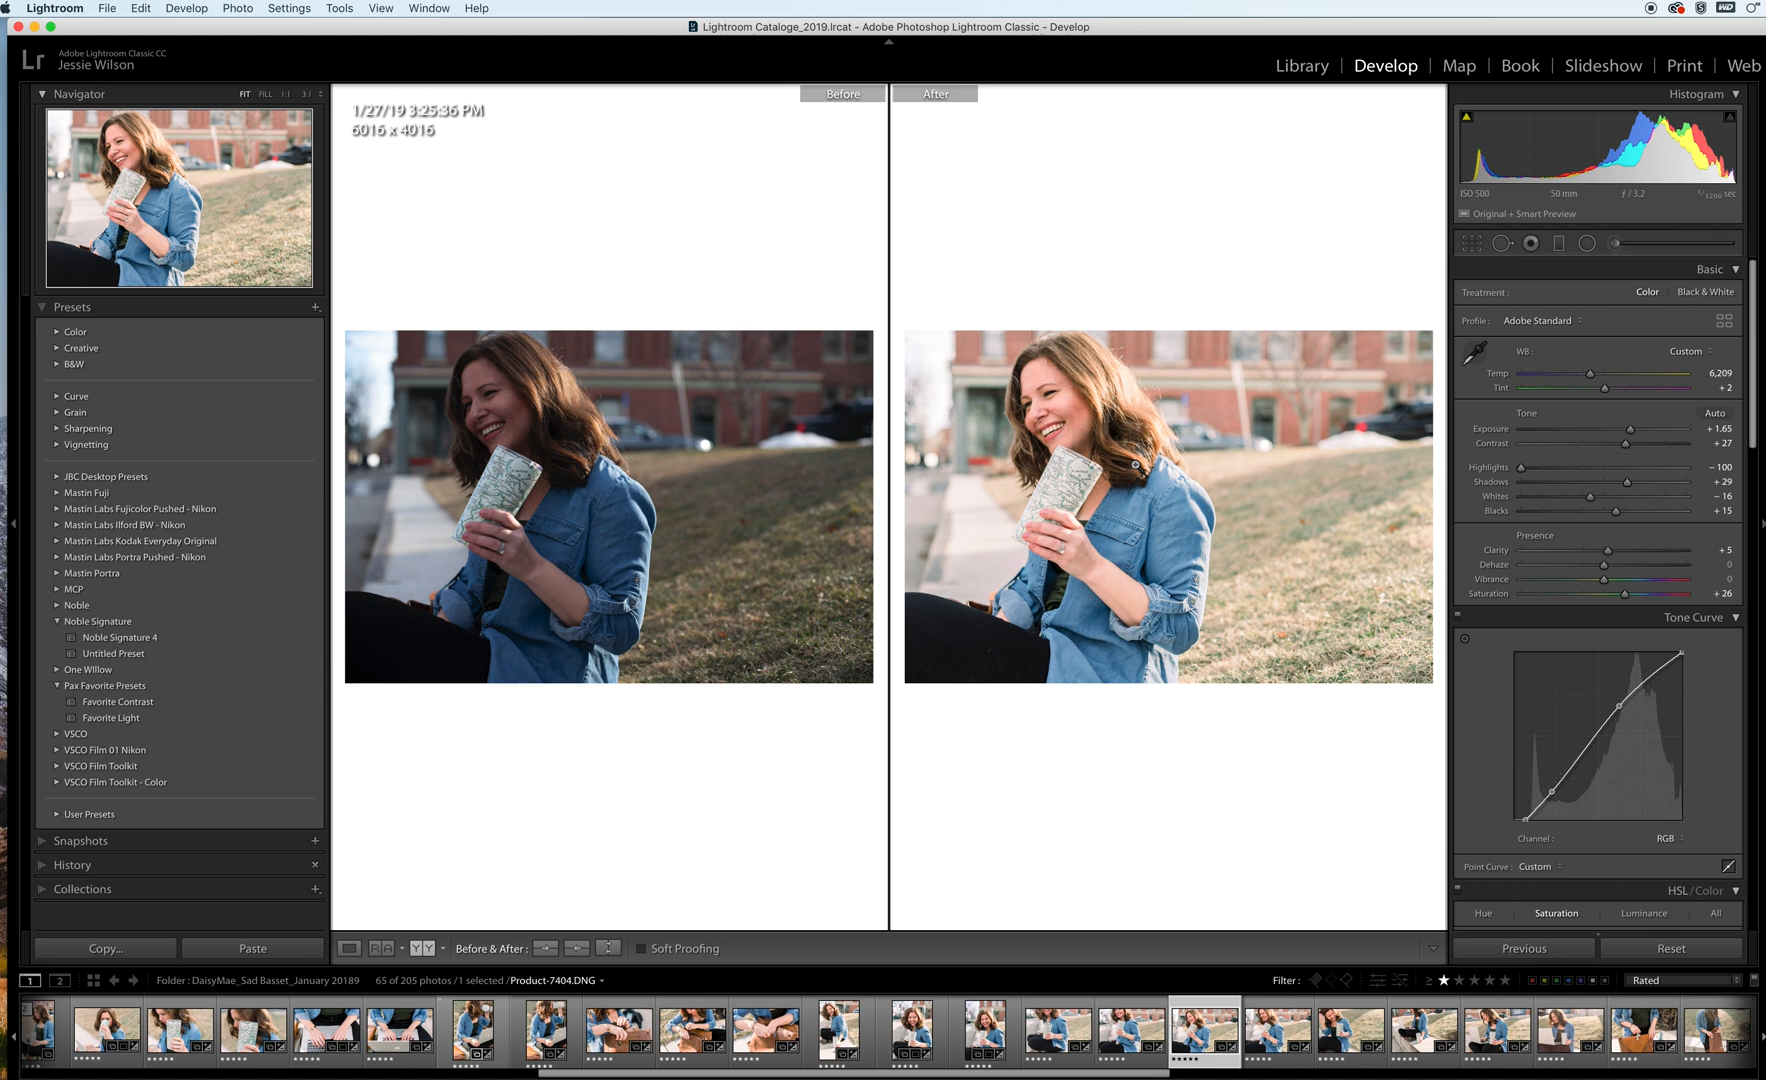 Lightroom File Edit Develop Photo Settings Tools View Window Help
Lightroom Cataloge_2019.lrcat - Adobe Photoshop Lightroom Classic - Develop
Lr
Adobe Lightroom Classic CC
Jessie Wilson
Library | Develop | Map | Book | Slideshow | Print | Web
Navigator FIT FILL 1:1 3:1
Presets
Color
Creative
B&W
Curve
Grain
Sharpening
Vignetting
JBC Desktop Presets
Mastin Fuji
Mastin Labs Fujicolor Pushed - Nikon
Mastin Labs Ilford BW - Nikon
Mastin Labs Kodak Everyday Original
Mastin Labs Portra Pushed - Nikon
Mastin Portra
MCP
Noble
Noble Signature
Noble Signature 4
Untitled Preset
One WIllow
Pax Favorite Presets
Favorite Contrast
Favorite Light
VSCO
VSCO Film 01 Nikon
VSCO Film Toolkit
VSCO Film Toolkit - Color
User Presets
Snapshots
History
Collections
Copy... Paste
1/27/19 3:25:36 PM
6016 x 4016
Before After
Before & After : Soft Proofing
Histogram
ISO 500 50 mm ƒ / 3.2 1/3200 sec
Original + Smart Preview
Basic
Treatment : Color Black & White
Profile : Adobe Standard
WB : Custom
Temp 6,209
Tint + 2
Tone Auto
Exposure + 1.65
Contrast + 27
Highlights − 100
Shadows + 29
Whites − 16
Blacks + 15
Presence
Clarity + 5
Dehaze 0
Vibrance 0
Saturation + 26
Tone Curve
Channel : RGB
Point Curve : Custom
HSL / Color
Hue Saturation Luminance All
Previous Reset
1 2 Folder : DaisyMae_Sad Basset_January 20189 65 of 205 photos / 1 selected / Product-7404.DNG Filter : ≥ Rated